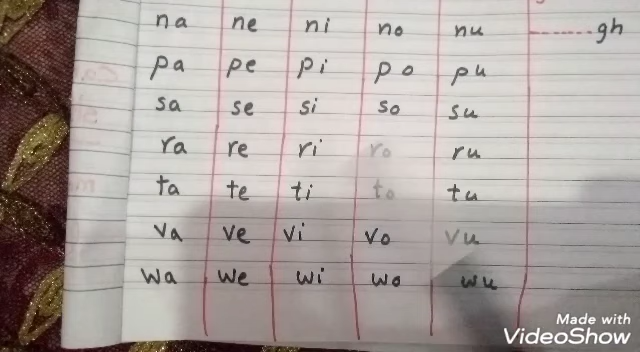 na ne ni no nu -------gh
pa pe pi po pu
sa se si so su
ra re ri ro ru
ta te ti to tu
va ve vi vo vu
wa we wi wo wu
Made with
VideoShow